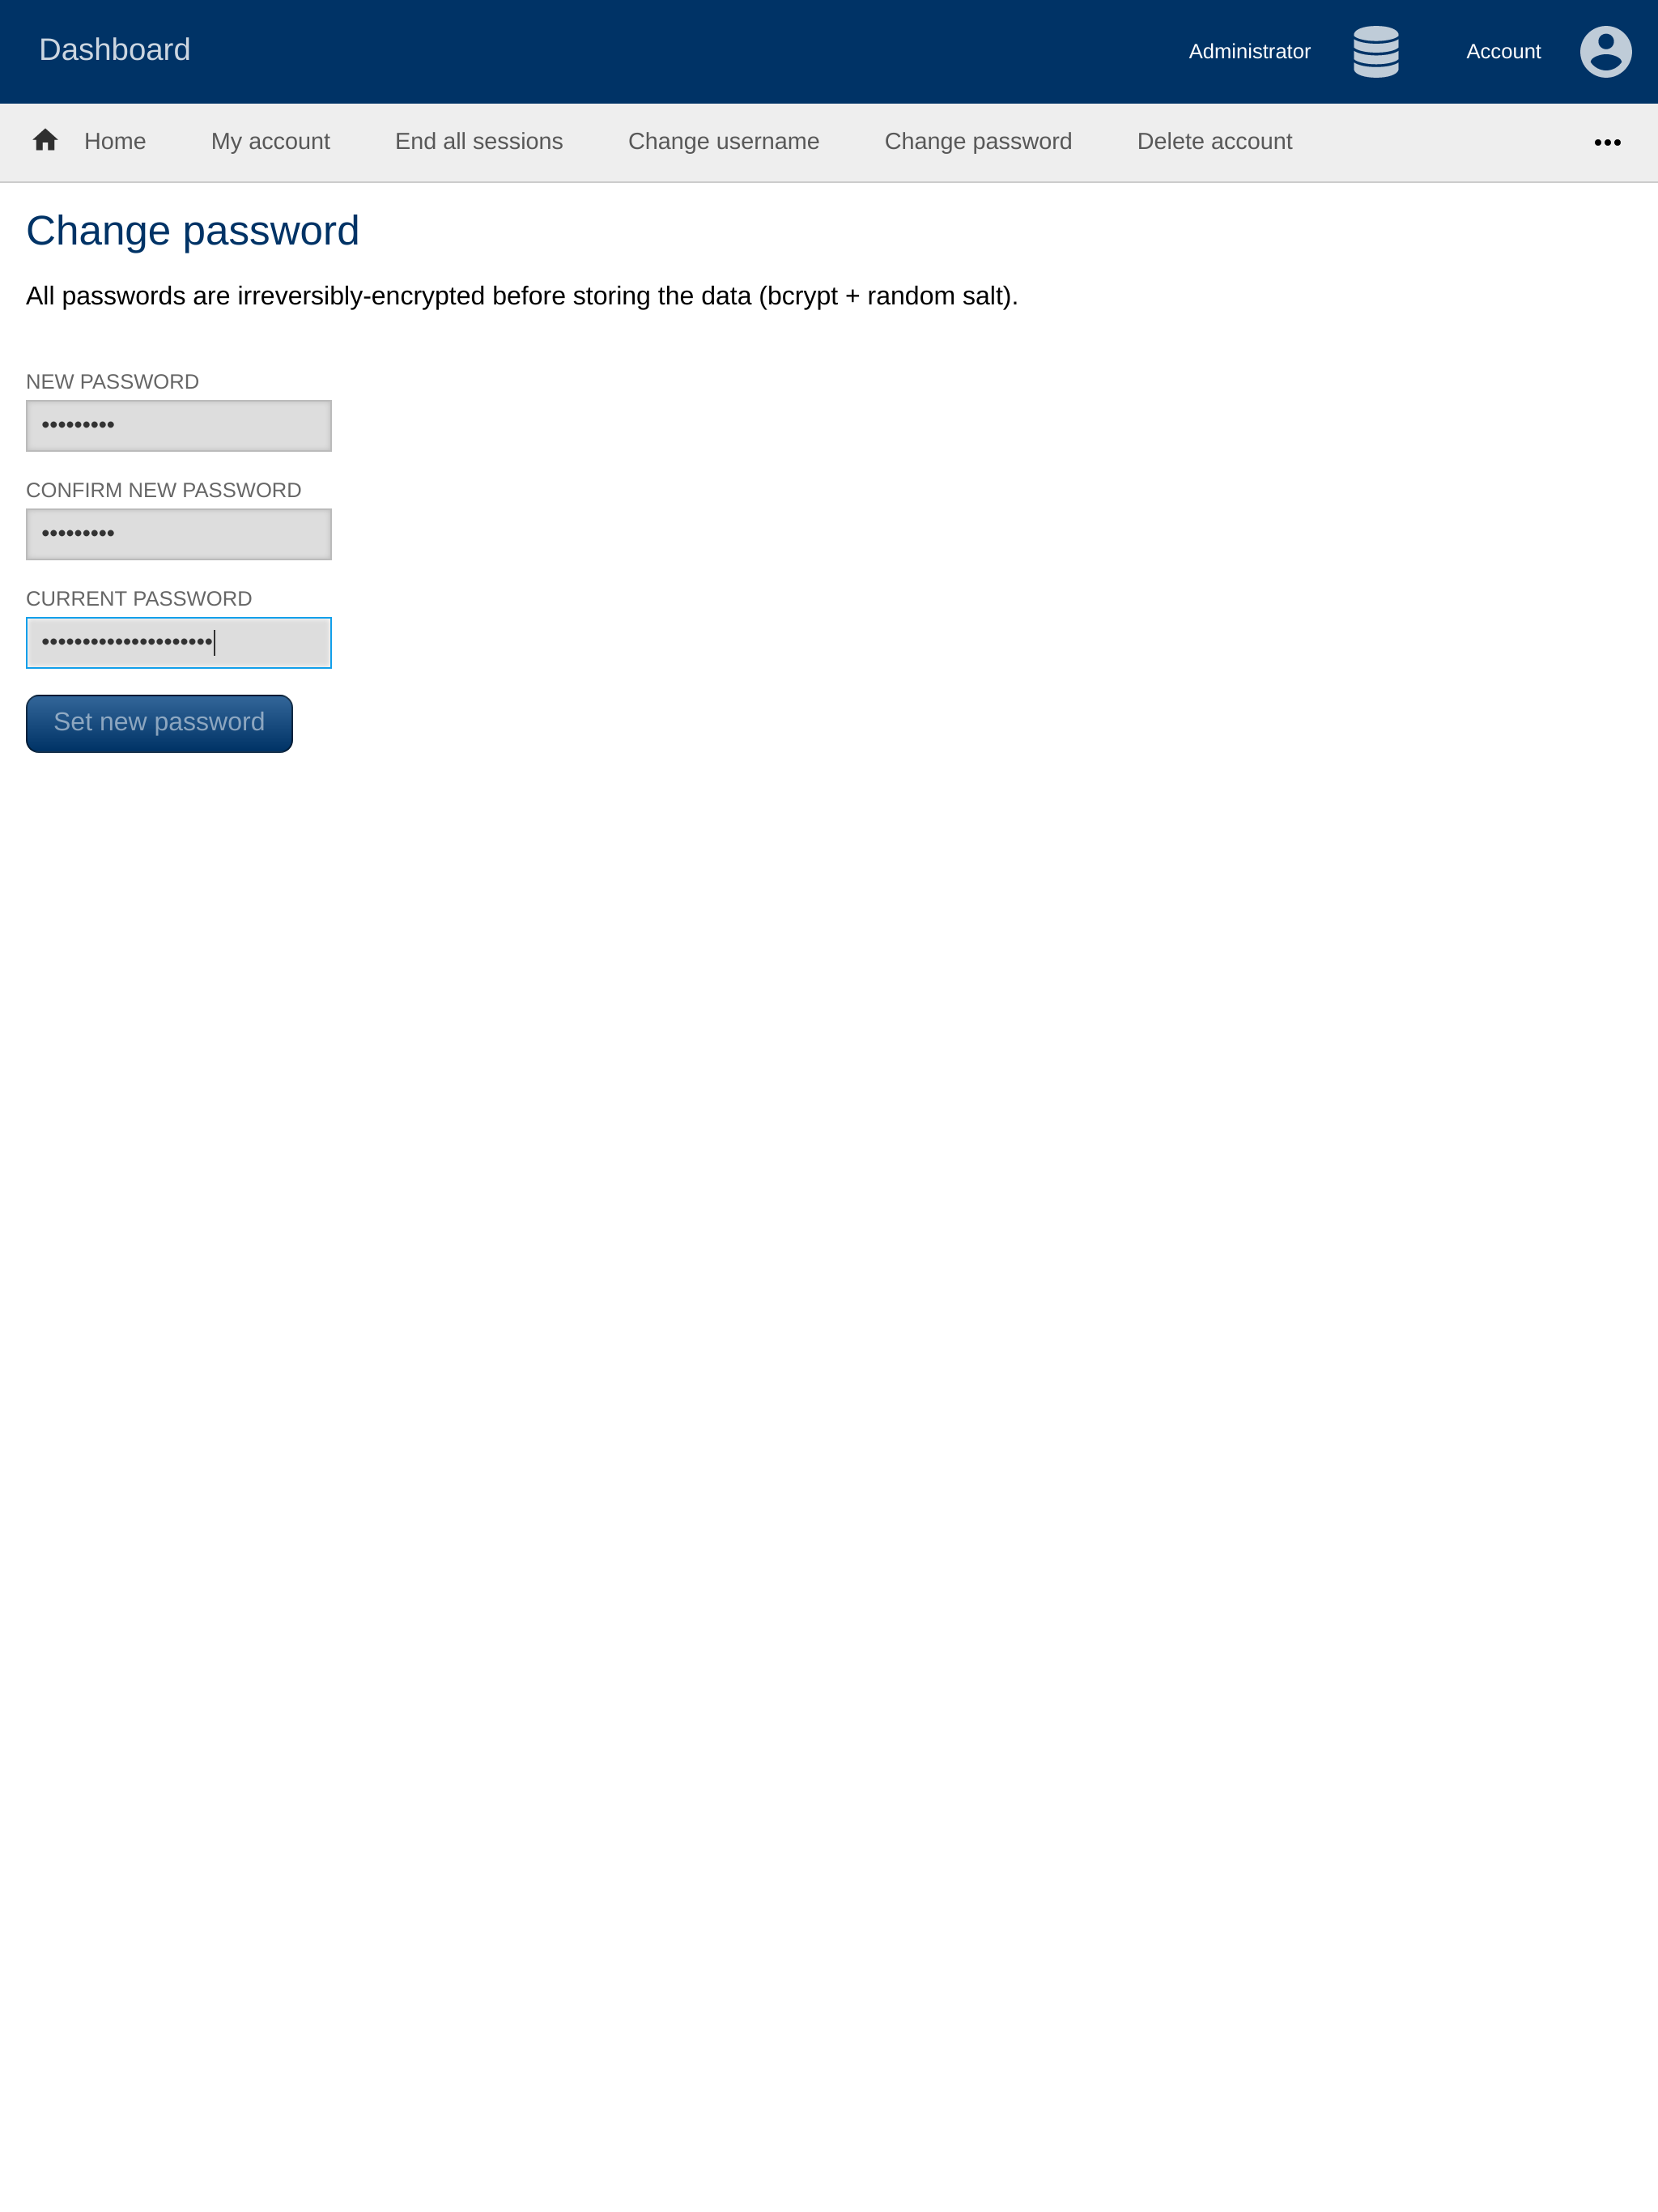 Dashboard
Administrator
Account
Home
My account
End all sessions
Change username
Change password
Delete account
•••
Change password
All passwords are irreversibly-encrypted before storing the data (bcrypt + random salt).
NEW PASSWORD
•••••••••
CONFIRM NEW PASSWORD
•••••••••
CURRENT PASSWORD
•••••••••••••••••••••
Set new password